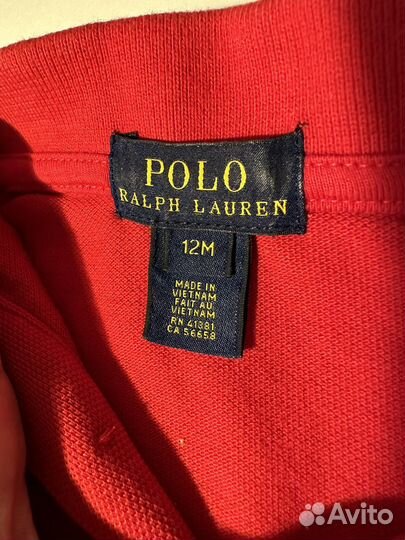 POLO
RALPH LAUREN
12M
MADE IN
VIETNAM
FAIT AU
VIETNAM
RN 41381
CA 56658
Avito